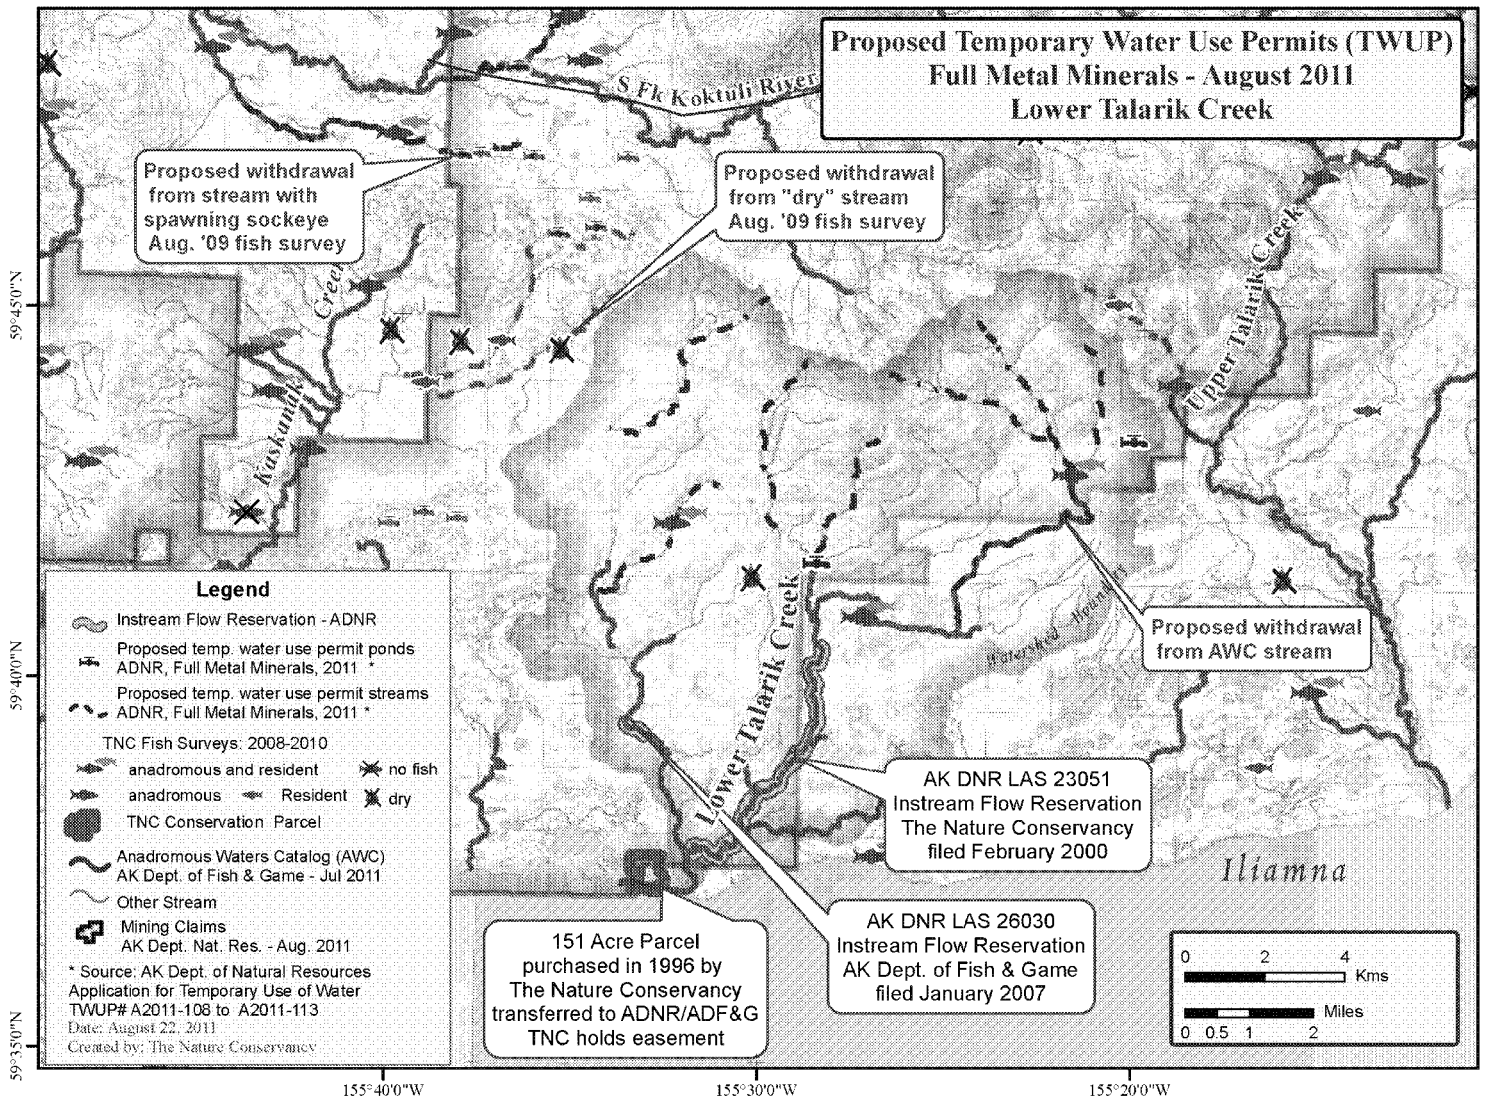 Proposed Temporary Water Use Permits (TWUP)
Full Metal Minerals - August 2011
Lower Talarik Creek
S Fk Koktuli River
Proposed withdrawal
from stream with
spawning sockeye
Aug. '09 fish survey
Proposed withdrawal
from "dry" stream
Aug. '09 fish survey
Upper Talarik Creek
Kaskanak
Creek
59°45'0"N
59°40'0"N
59°35'0"N
Lower Talarik Creek
Watershed Boundary
Proposed withdrawal
from AWC stream
AK DNR LAS 23051
Instream Flow Reservation
The Nature Conservancy
filed February 2000
Iliamna
AK DNR LAS 26030
Instream Flow Reservation
AK Dept. of Fish & Game
filed January 2007
151 Acre Parcel
purchased in 1996 by
The Nature Conservancy
transferred to ADNR/ADF&G
TNC holds easement
Legend
Instream Flow Reservation - ADNR
Proposed temp. water use permit ponds
ADNR, Full Metal Minerals, 2011 *
Proposed temp. water use permit streams
ADNR, Full Metal Minerals, 2011 *
TNC Fish Surveys: 2008-2010
anadromous and resident
no fish
anadromous
Resident
dry
TNC Conservation Parcel
Anadromous Waters Catalog (AWC)
AK Dept. of Fish & Game - Jul 2011
Other Stream
Mining Claims
AK Dept. Nat. Res. - Aug. 2011
* Source: AK Dept. of Natural Resources
Application for Temporary Use of Water
TWUP# A2011-108 to A2011-113
Date: August 22, 2011
Created by: The Nature Conservancy
0 2 4
Kms
Miles
0 0.5 1 2
155°40'0"W
155°30'0"W
155°20'0"W